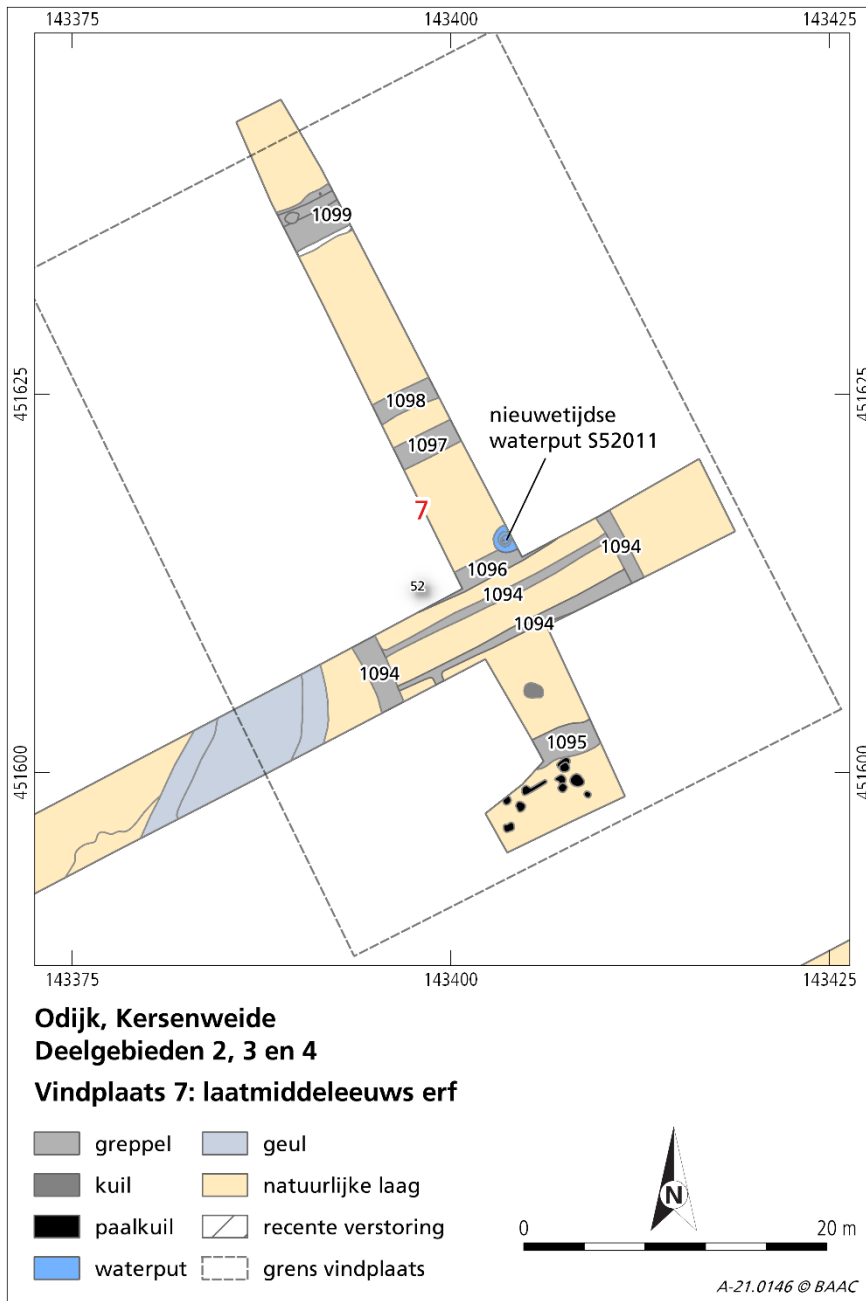 143375 143400 143425
1099
451625 451625
1098
1097
nieuwetijdse
waterput S52011
7
1094
1096
52
1094
1094
1094
1095
451600 451600
143375 143400 143425
Odijk, Kersenweide
Deelgebieden 2, 3 en 4
Vindplaats 7: laatmiddeleeuws erf
greppel geul
kuil natuurlijke laag
paalkuil recente verstoring
waterput grens vindplaats
N
0 20 m
A-21.0146 © BAAC